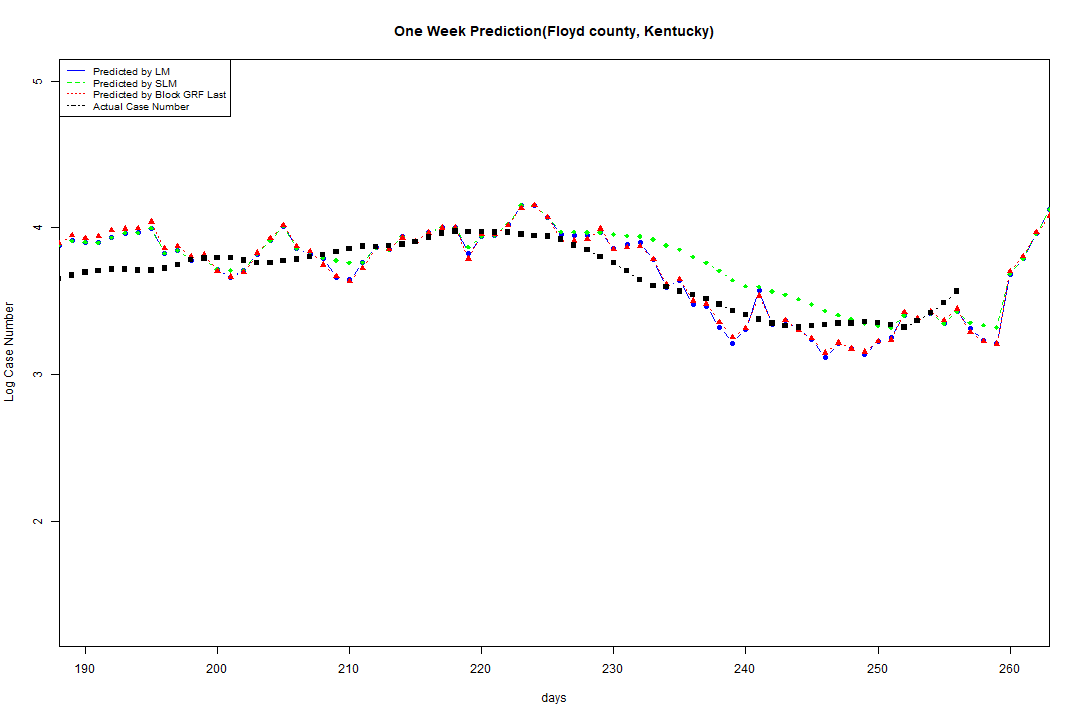 One Week Prediction(Floyd county, Kentucky)
Predicted by LM
Predicted by SLM
Predicted by Block GRF Last
Actual Case Number
5
4
3
2
Log Case Number
190 200 210 220 230 240 250 260
days